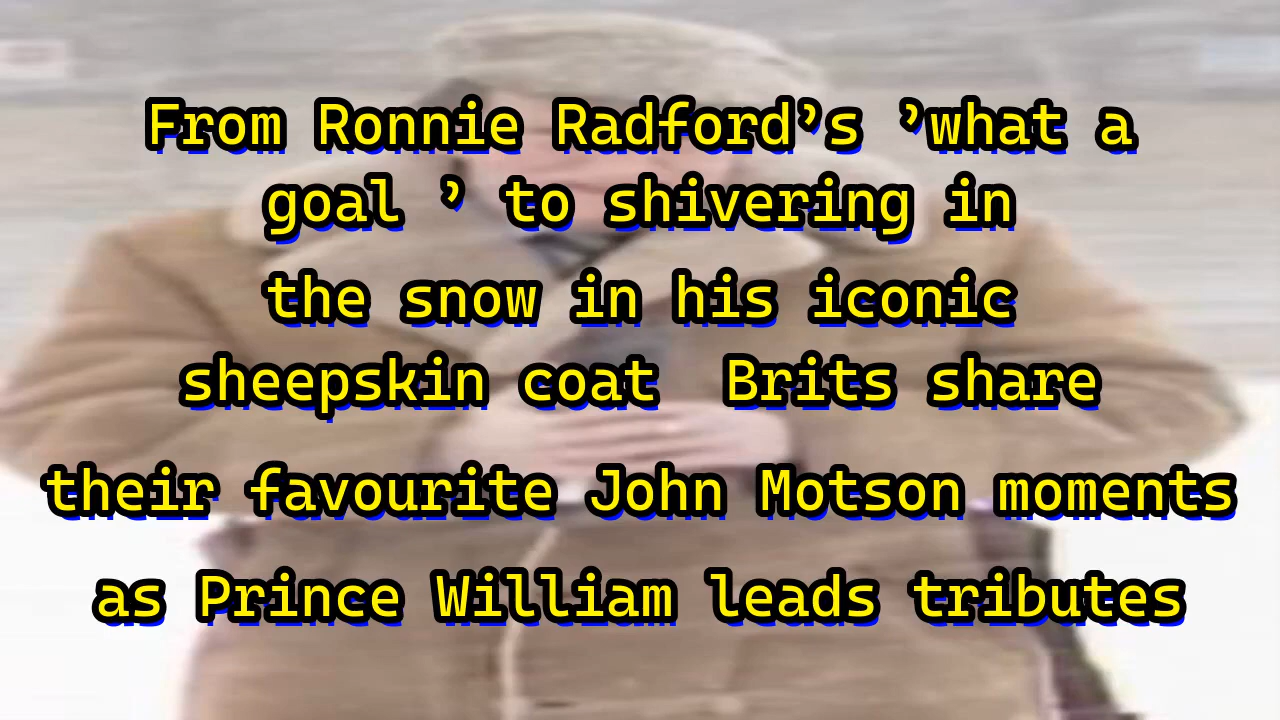 From Ronnie Radford’s ’what a
goal ’ to shivering in
the snow in his iconic
sheepskin coat  Brits share
their favourite John Motson moments
as Prince William leads tributes